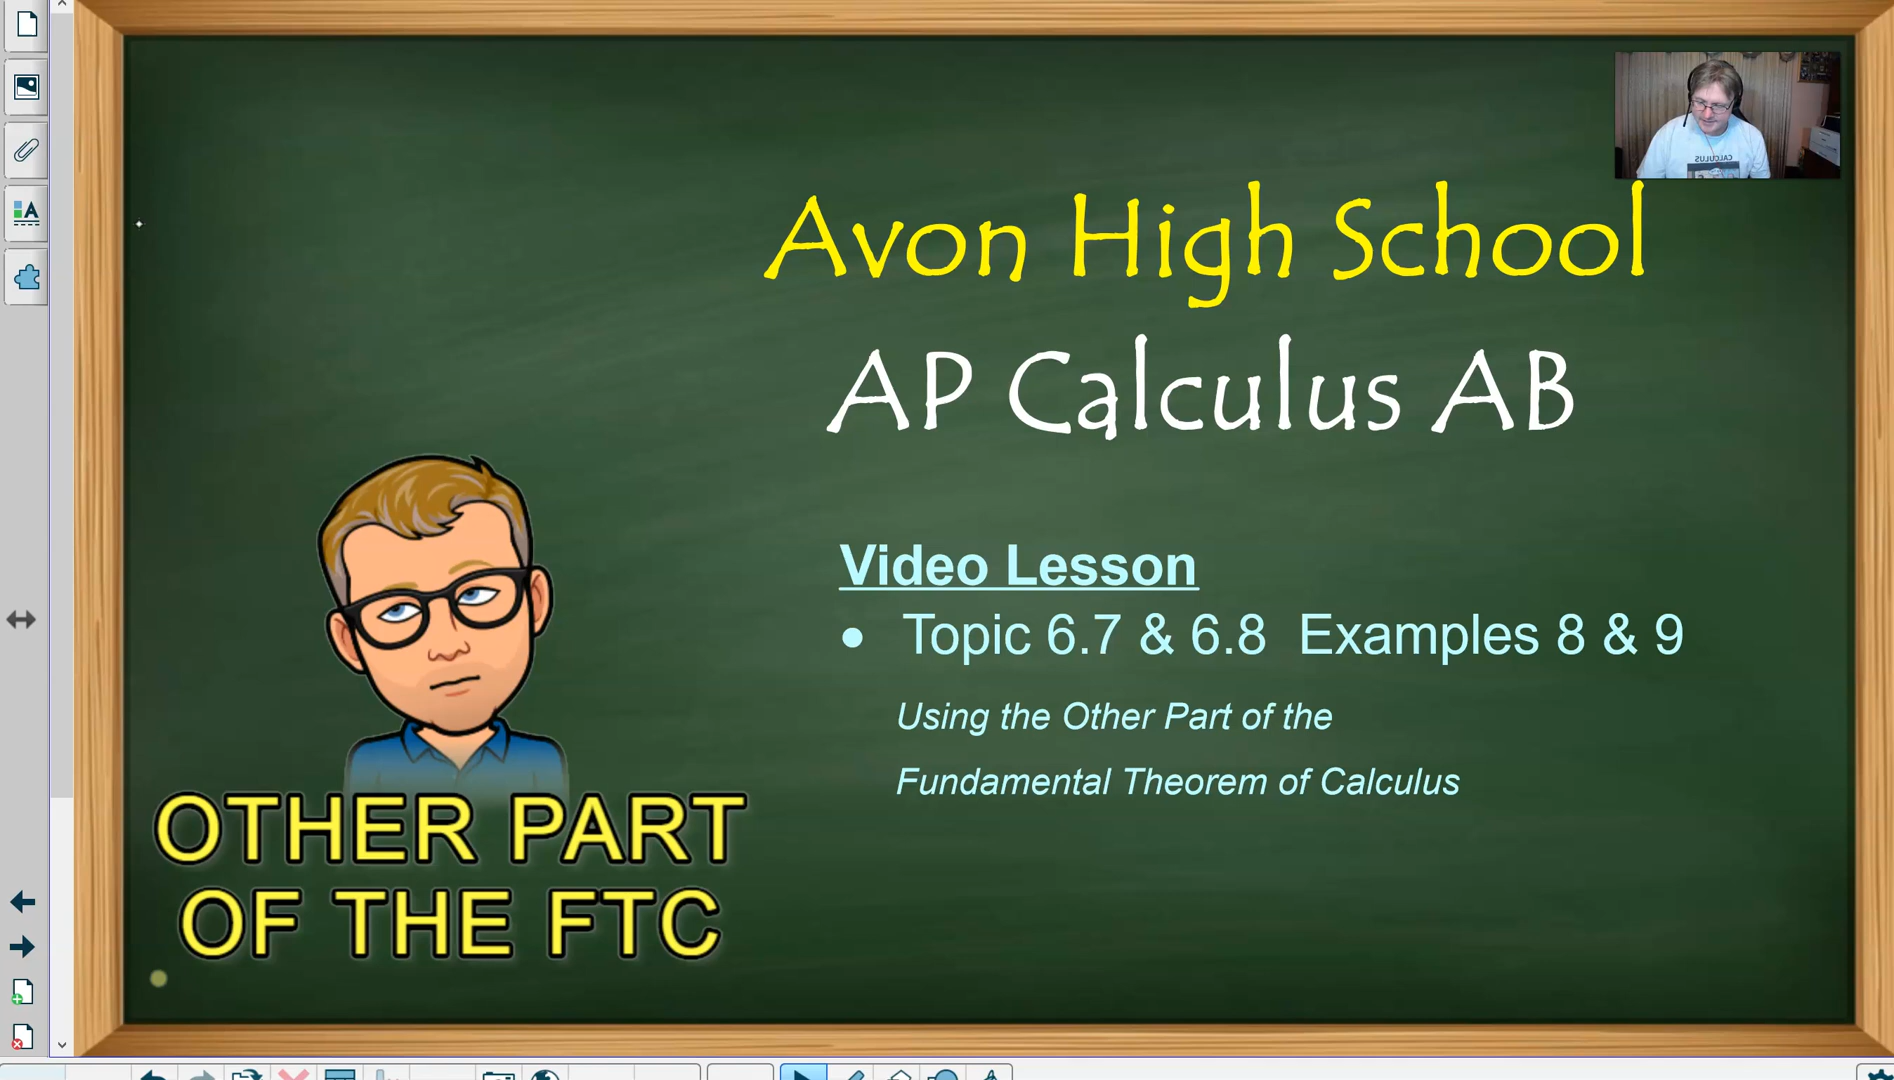 Avon High School
AP Calculus AB
Video Lesson
• Topic 6.7 & 6.8 Examples 8 & 9
Using the Other Part of the
Fundamental Theorem of Calculus
OTHER PART
OF THE FTC
CALCULUS